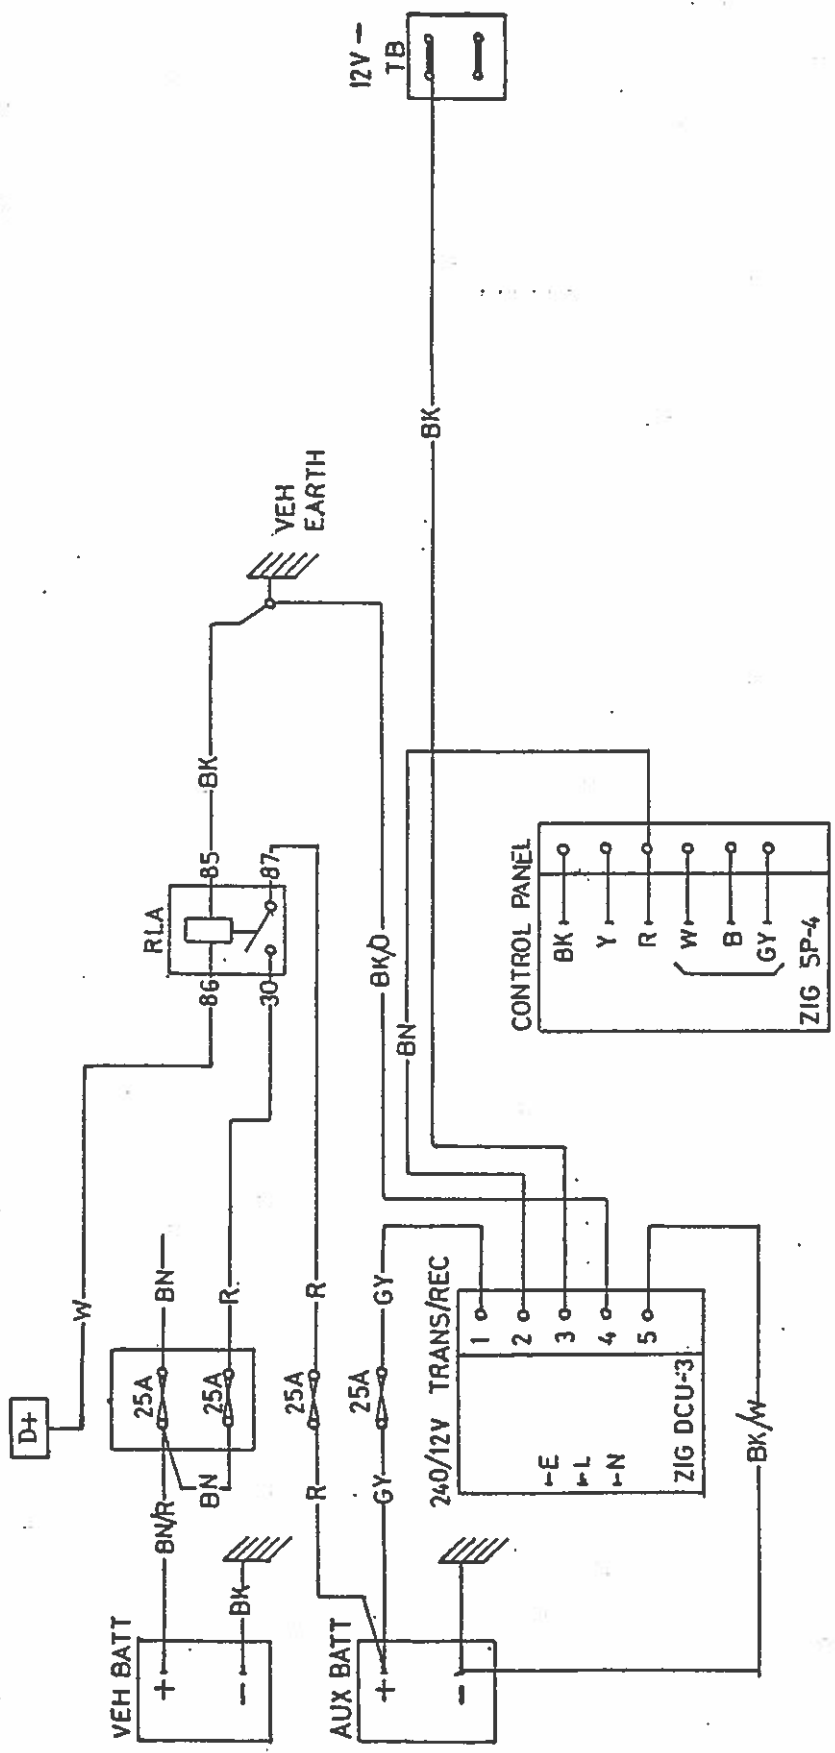 VEH BATT
+
-
BN/R
BN
BK
25A
25A
BN
R
D+
W
RLA
86
85
30
87
BK
VEH
EARTH
AUX BATT
+
-
R
25A
R
GY
25A
GY
BK/O
240/12V TRANS/REC
E
L
N
1
2
3
4
5
ZIG DCU-3
BK/W
BN
BK
CONTROL PANEL
BK
Y
R
W
B
GY
ZIG SP-4
12V -
TB